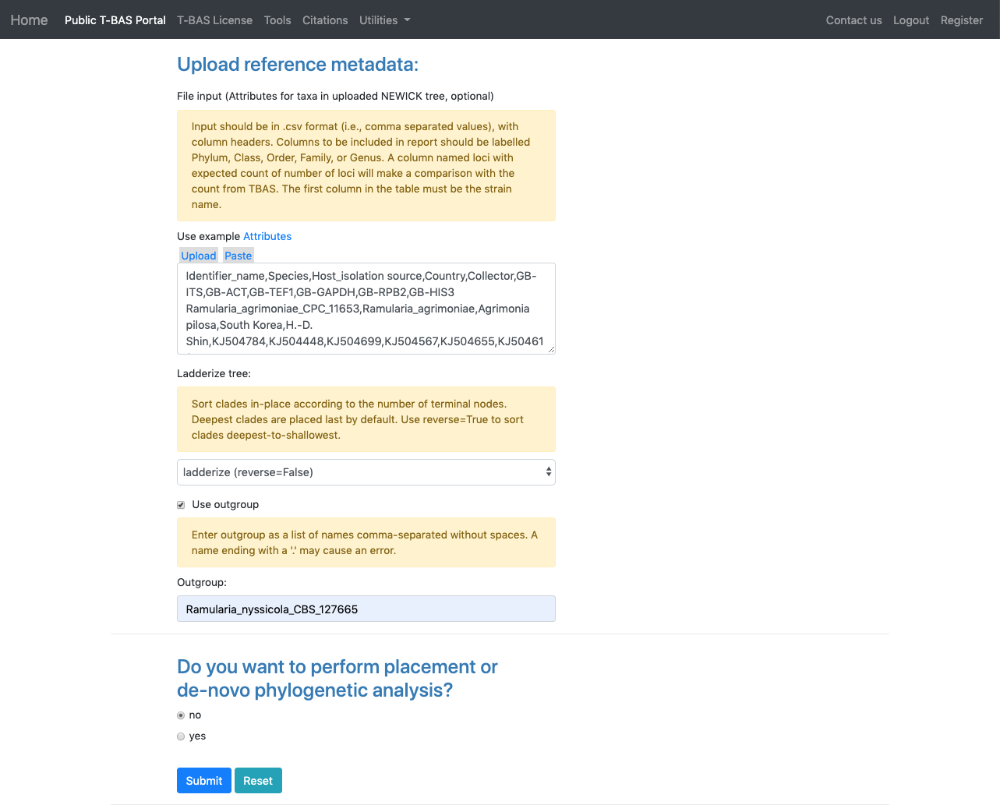 Home Public T-BAS Portal T-BAS License Tools Citations Utilities Contact us Logout Register
Upload reference metadata:
File input (Attributes for taxa in uploaded NEWICK tree, optional)
Input should be in .csv format (i.e., comma separated values), with
column headers. Columns to be included in report should be labelled
Phylum, Class, Order, Family, or Genus. A column named loci with
expected count of number of loci will make a comparison with the
count from TBAS. The first column in the table must be the strain
name.
Use example Attributes
Upload Paste
Identifier_name,Species,Host_isolation source,Country,Collector,GB-
ITS,GB-ACT,GB-TEF1,GB-GAPDH,GB-RPB2,GB-HIS3
Ramularia_agrimoniae_CPC_11653,Ramularia_agrimoniae,Agrimonia
pilosa,South Korea,H.-D.
Shin,KJ504784,KJ504448,KJ504699,KJ504567,KJ504655,KJ50461
Ladderize tree:
Sort clades in-place according to the number of terminal nodes.
Deepest clades are placed last by default. Use reverse=True to sort
clades deepest-to-shallowest.
ladderize (reverse=False)
Use outgroup
Enter outgroup as a list of names comma-separated without spaces. A
name ending with a '.' may cause an error.
Outgroup:
Ramularia_nyssicola_CBS_127665
Do you want to perform placement or
de-novo phylogenetic analysis?
no
yes
Submit Reset